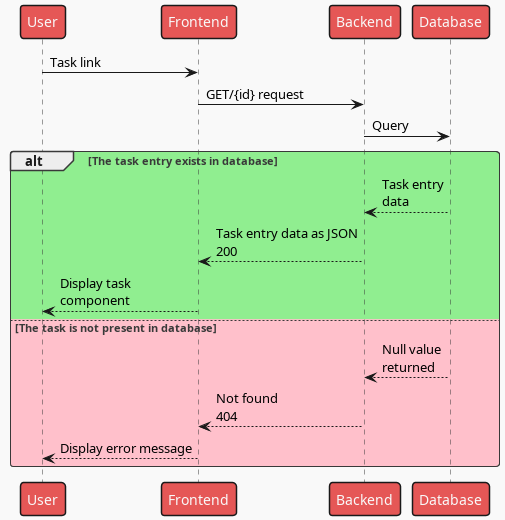 User
Frontend
Backend
Database
Task link
GET/{id} request
Query
alt
[The task entry exists in database]
Task entry
data
Task entry data as JSON
200
Display task
component
[The task is not present in database]
Null value
returned
Not found
404
Display error message
User
Frontend
Backend
Database